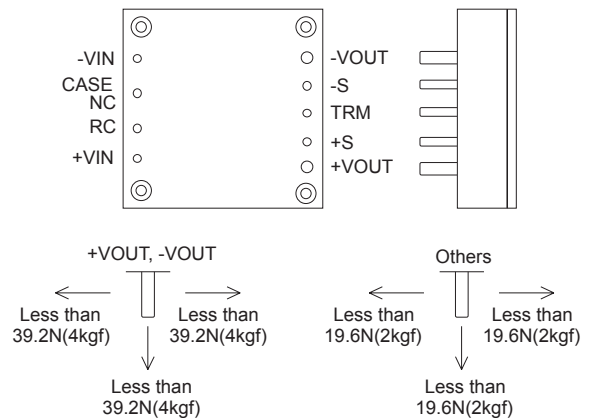 -VIN
CASE
NC
RC
+VIN
-VOUT
-S
TRM
+S
+VOUT
+VOUT, -VOUT
Less than
39.2N(4kgf)
Less than
39.2N(4kgf)
Less than
39.2N(4kgf)
Others
Less than
19.6N(2kgf)
Less than
19.6N(2kgf)
Less than
19.6N(2kgf)